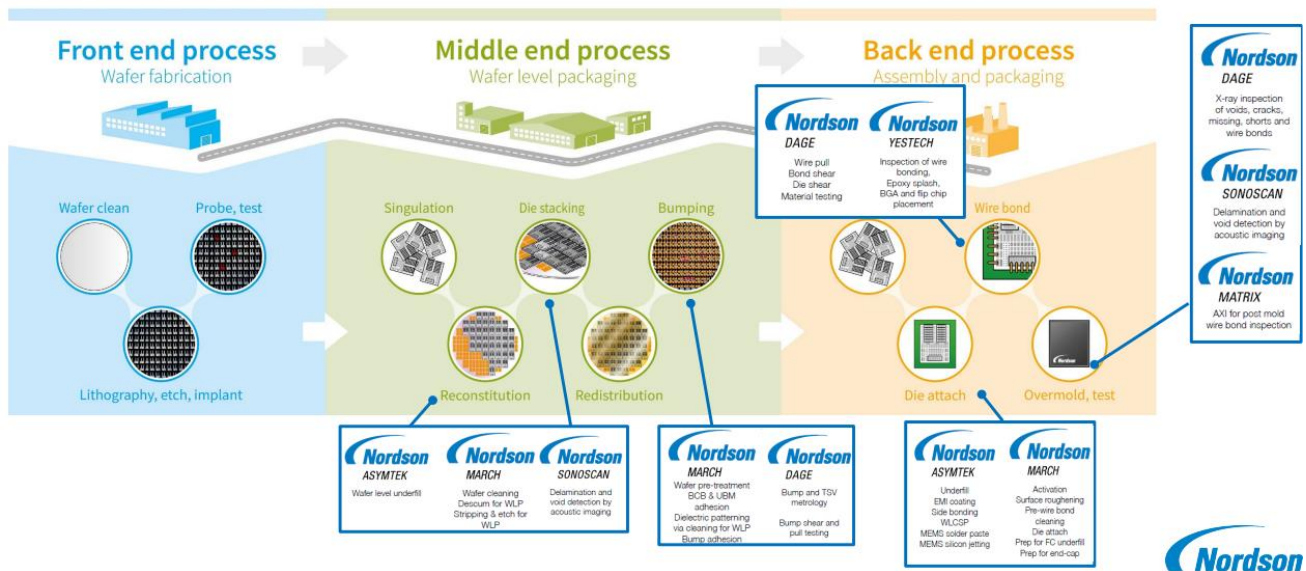 Front end process
Wafer fabrication
Middle end process
Wafer level packaging
Back end process
Assembly and packaging
Wafer clean
Probe, test
Lithography, etch, implant
Singulation
Die stacking
Bumping
Reconstitution
Redistribution
Wire bond
Die attach
Overmold, test
Nordson
DAGE
Wire pull
Bond shear
Die shear
Material testing
Nordson
YESTECH
Inspection of wire
bonding,
Epoxy splash,
BGA and flip chip
placement
Nordson
DAGE
X-ray inspection
of voids, cracks,
missing, shorts and
wire bonds
Nordson
SONOSCAN
Delamination and
void detection by
acoustic imaging
Nordson
MATRIX
AXI for post mold
wire bond inspection
Nordson
Nordson
ASYMTEK
Wafer level underfill
Nordson
MARCH
Wafer cleaning
Descum for WLP
Stripping & etch for
WLP
Nordson
SONOSCAN
Delamination and
void detection by
acoustic imaging
Nordson
MARCH
Wafer pre-treatment
BCB & UBM
adhesion
Dielectric patterning
via cleaning for WLP
Bump adhesion
Nordson
DAGE
Bump and TSV
metrology
Bump shear and
pull testing
Nordson
ASYMTEK
Underfill
EMI coating
Side bonding
WLCSP
MEMS solder paste
MEMS silicon jetting
Nordson
MARCH
Activation
Surface roughening
Pre-wire bond
cleaning
Die attach
Prep for FC underfill
Prep for end-cap
Nordson